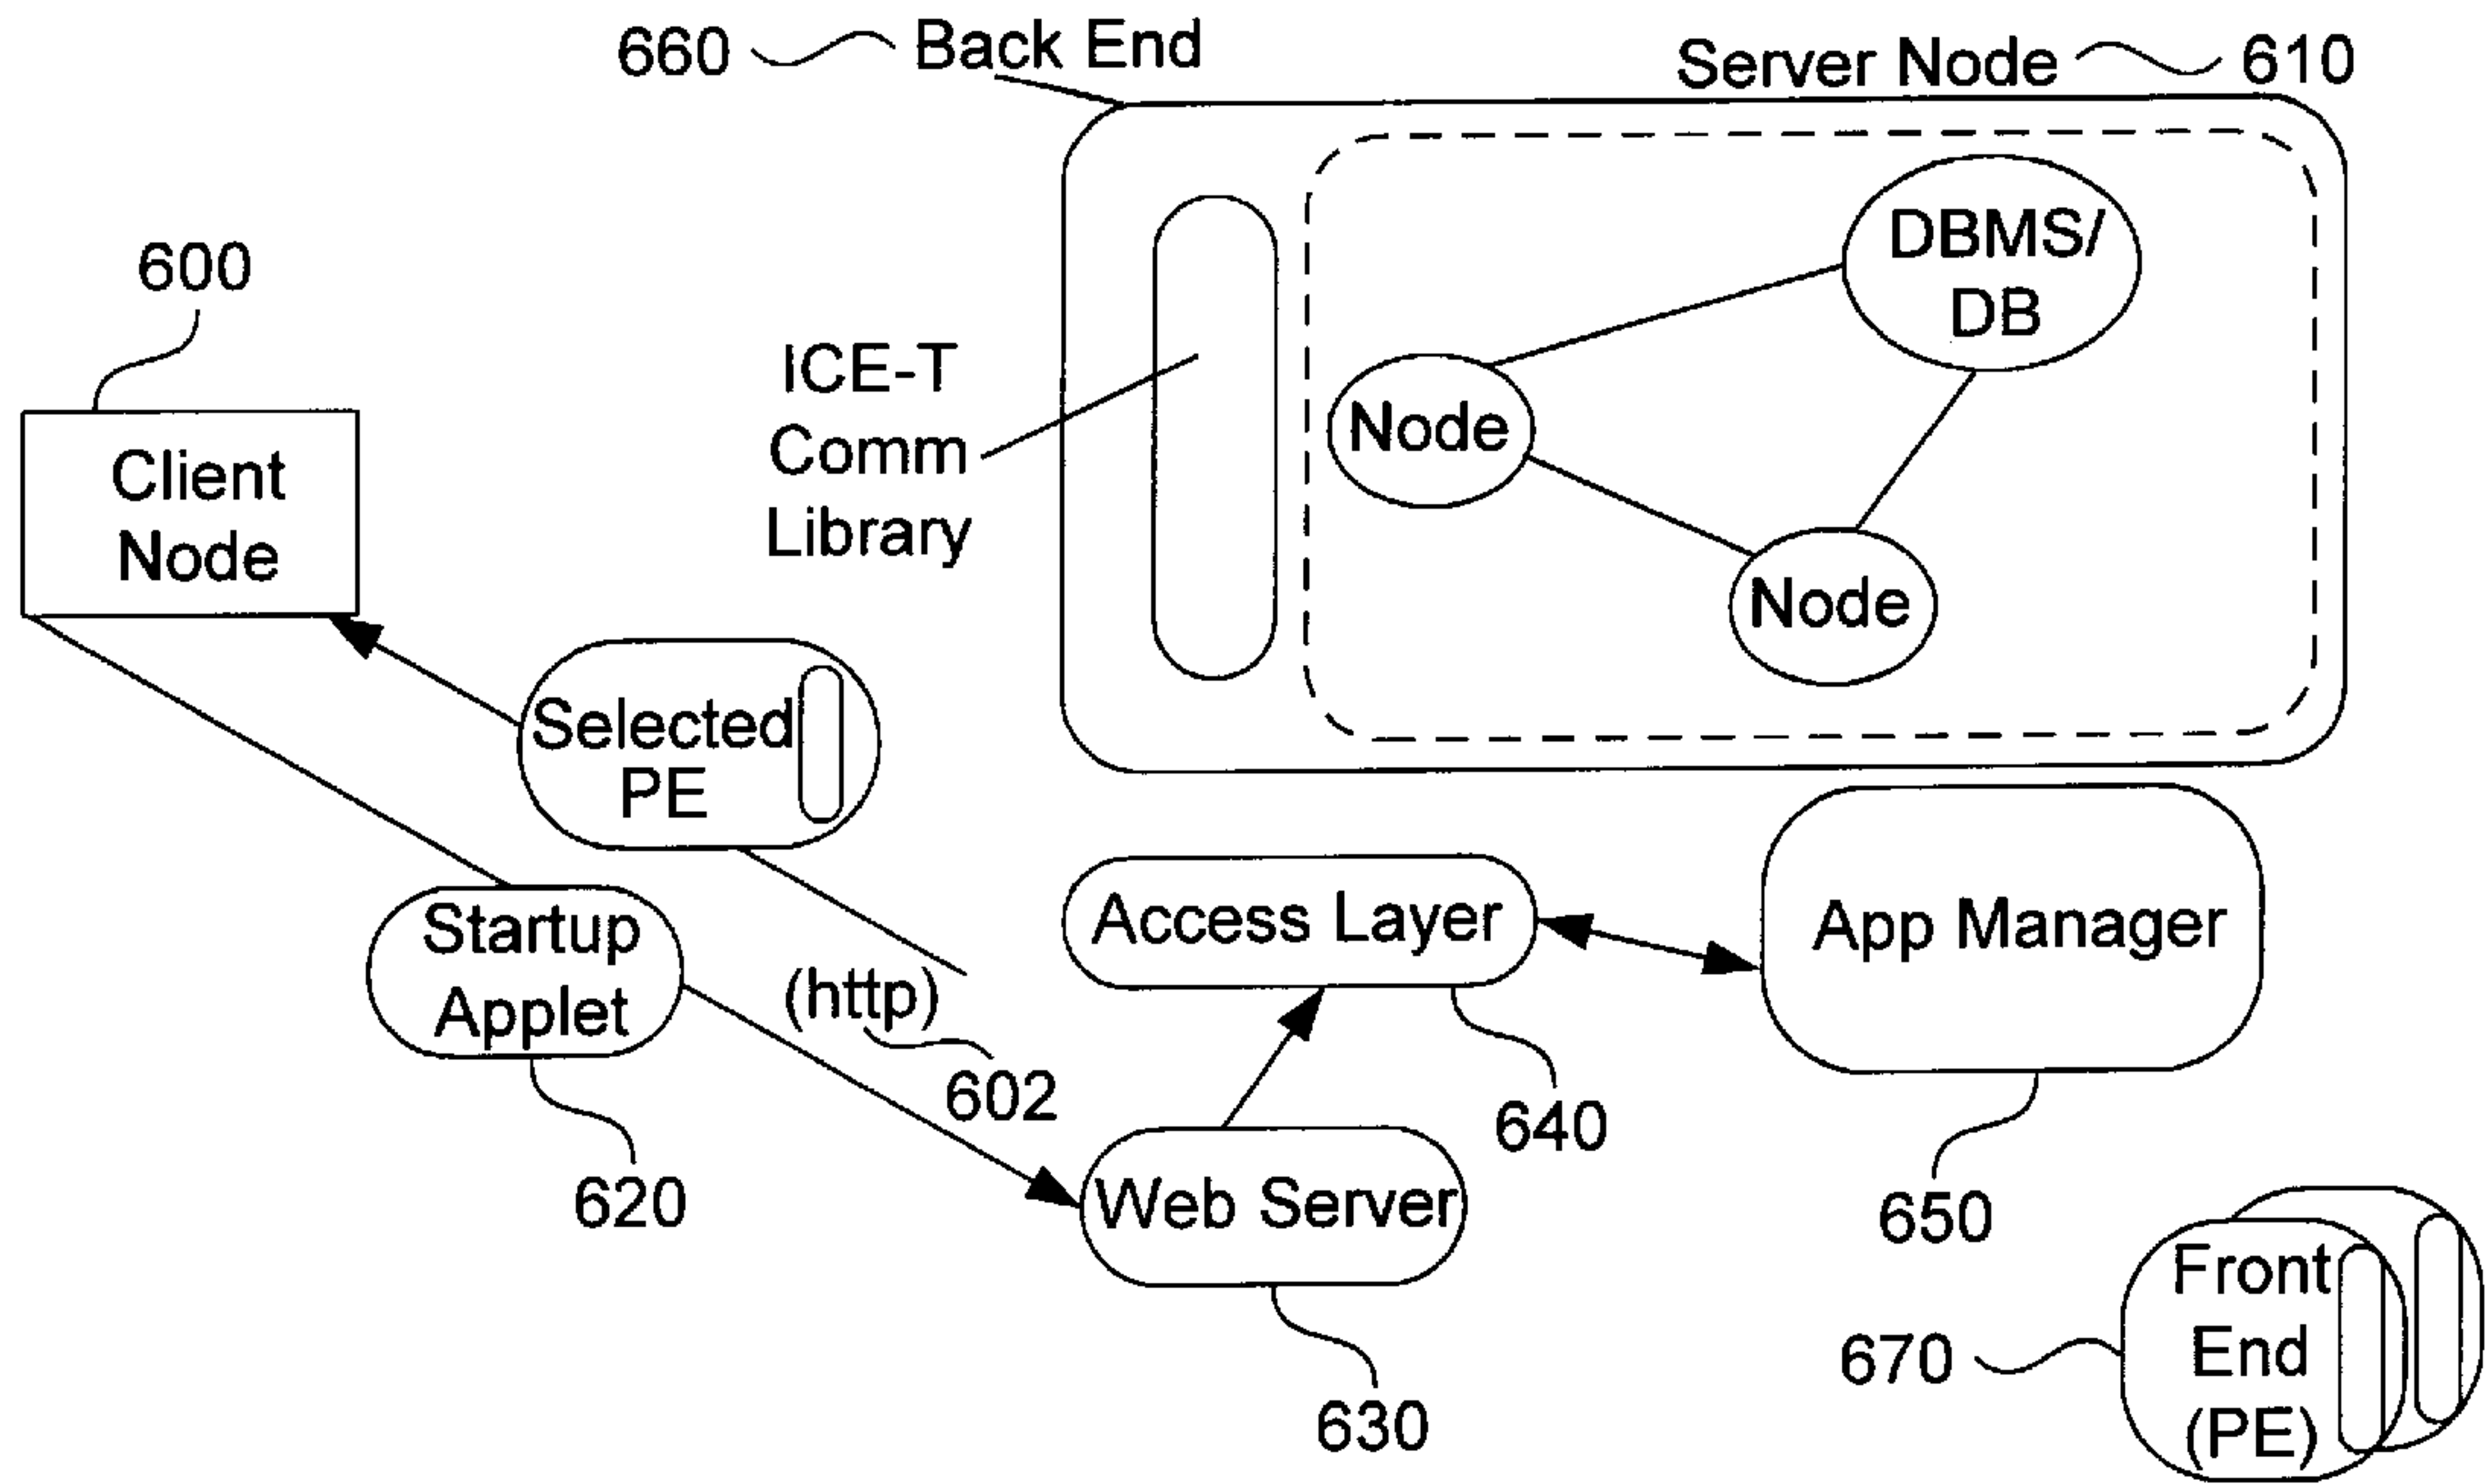 660
Back End
Server Node
610
600
DBMS/
DB
ICE-T
Comm
Library
Node
Client
Node
Node
Selected
PE
Startup
Applet
(http)
602
Access Layer
App Manager
640
620
Web Server
650
630
670
Front
End
(PE)